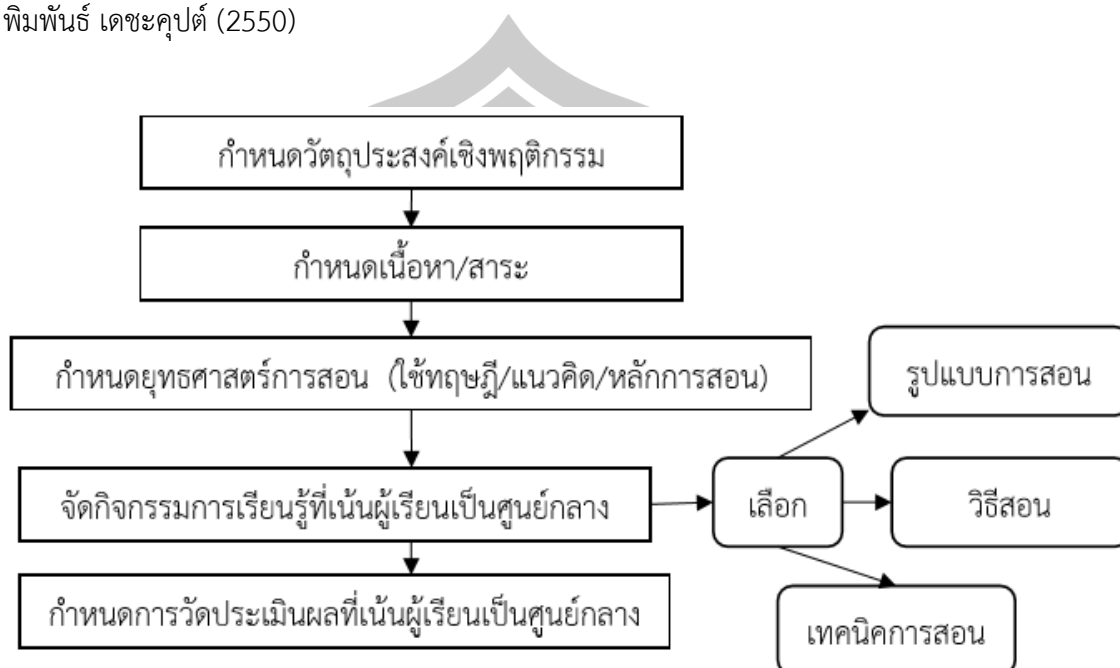 พิมพันธ์ เดชะคุปต์ (2550)
กำหนดวัตถุประสงค์เชิงพฤติกรรม
กำหนดเนื้อหา/สาระ
กำหนดยุทธศาสตร์การสอน (ใช้ทฤษฎี/แนวคิด/หลักการสอน)
รูปแบบการสอน
จัดกิจกรรมการเรียนรู้ที่เน้นผู้เรียนเป็นศูนย์กลาง
เลือก
วิธีสอน
กำหนดการวัดประเมินผลที่เน้นผู้เรียนเป็นศูนย์กลาง
เทคนิคการสอน